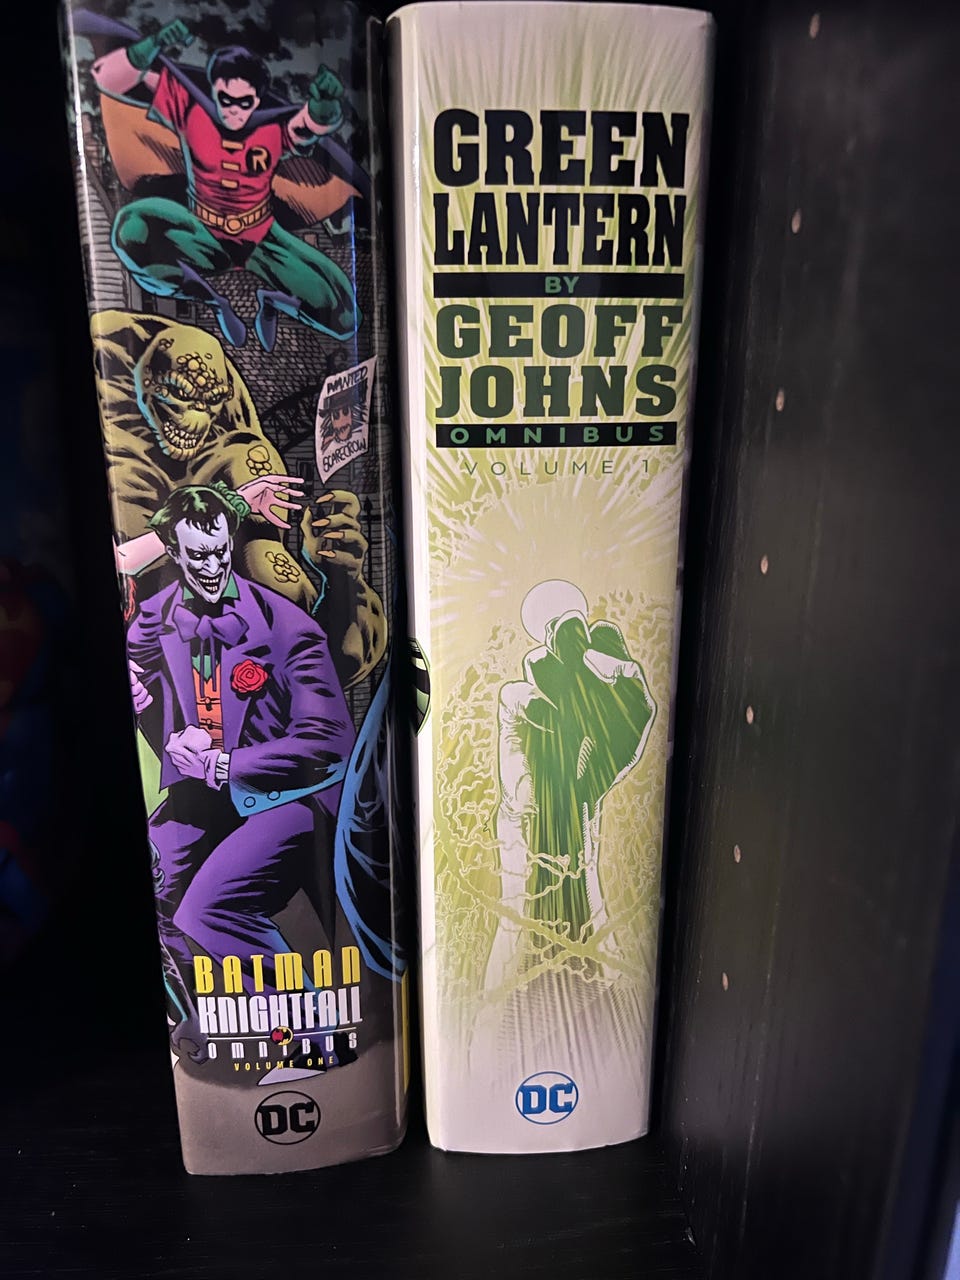 R
WANTED
SCARECROW
BATMAN
KNIGHTFALL
OMNIBUS
VOLUME ONE
DC
GREEN
LANTERN
BY
GEOFF
JOHNS
OMNIBUS
VOLUME 1
DC